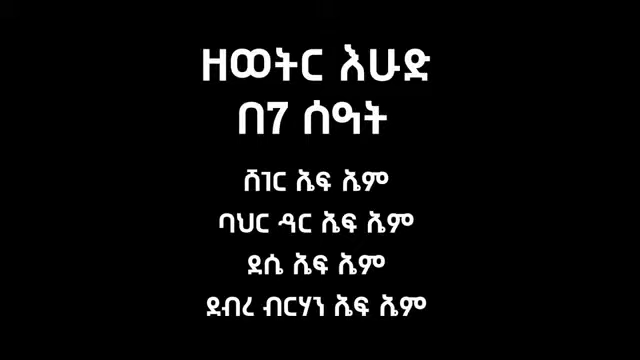 ዘወትር እሁድ
በ7 ሰዓት
ሸገር ኤፍ ኤም
ባህር ዳር ኤፍ ኤም
ደሴ ኤፍ ኤም
ደብረ ብርሃን ኤፍ ኤም